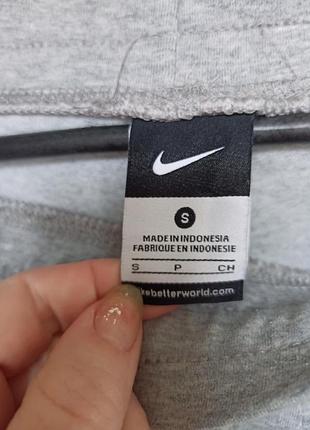 S
MADE IN INDONESIA
FABRIQUE EN INDONESIE
S P CH
kebetterworld.com